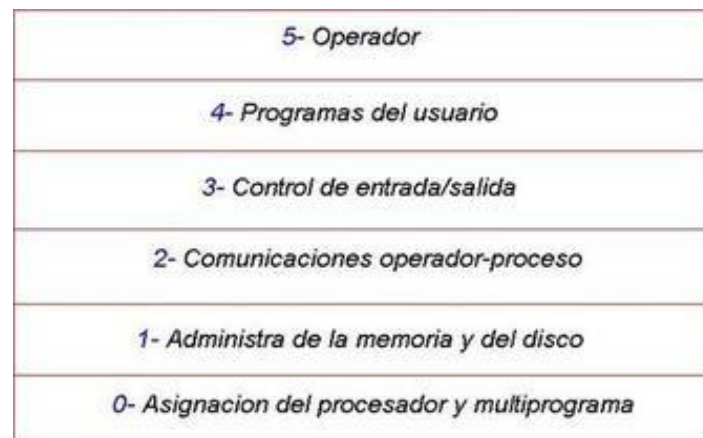 5- Operador
4- Programas del usuario
3- Control de entrada/salida
2- Comunicaciones operador-proceso
1- Administra de la memoria y del disco
0- Asignacion del procesador y multiprograma